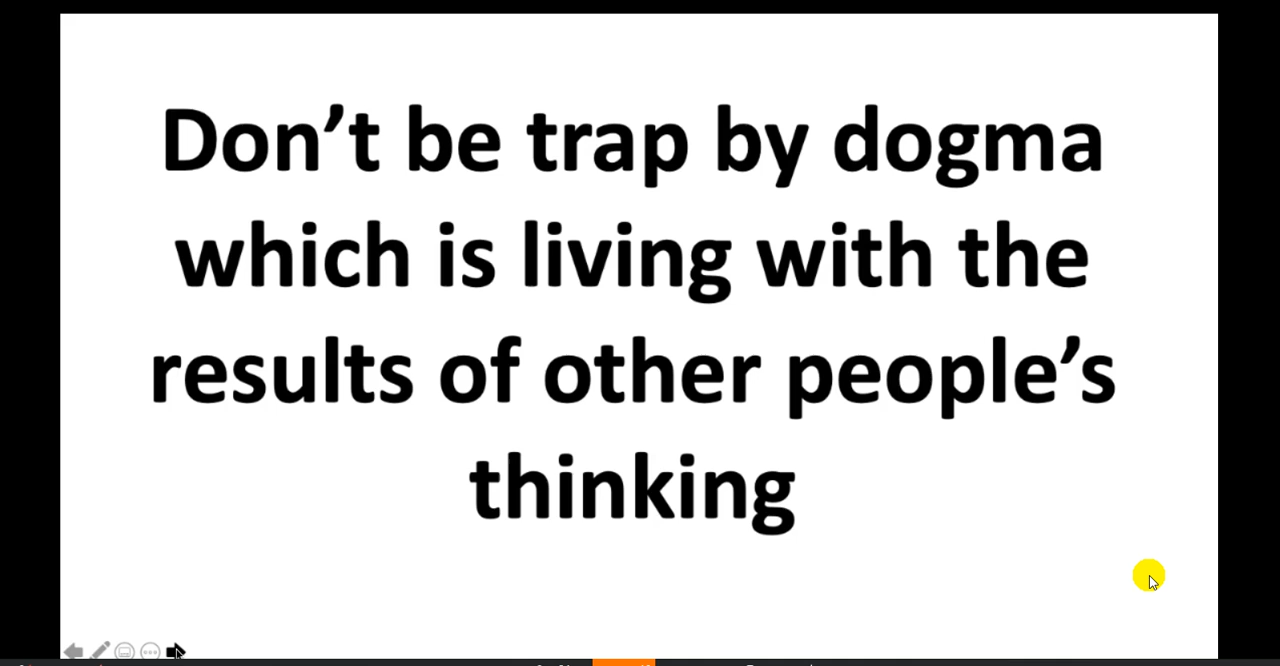 Don’t be trap by dogma
which is living with the
results of other people’s
thinking